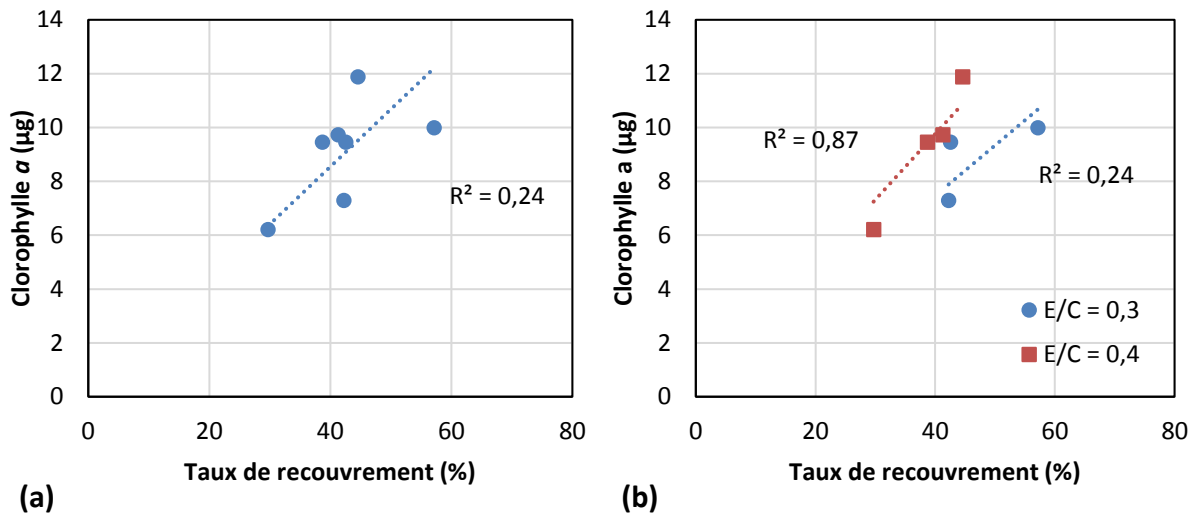 14
12
10
8
6
4
2
0
0 20 40 60 80
Clorophylle a (µg)
Taux de recouvrement (%)
R² = 0,24
(a)
14
12
10
8
6
4
2
0
0 20 40 60 80
Clorophylle a (µg)
Taux de recouvrement (%)
R² = 0,87
R² = 0,24
E/C = 0,3
E/C = 0,4
(b)